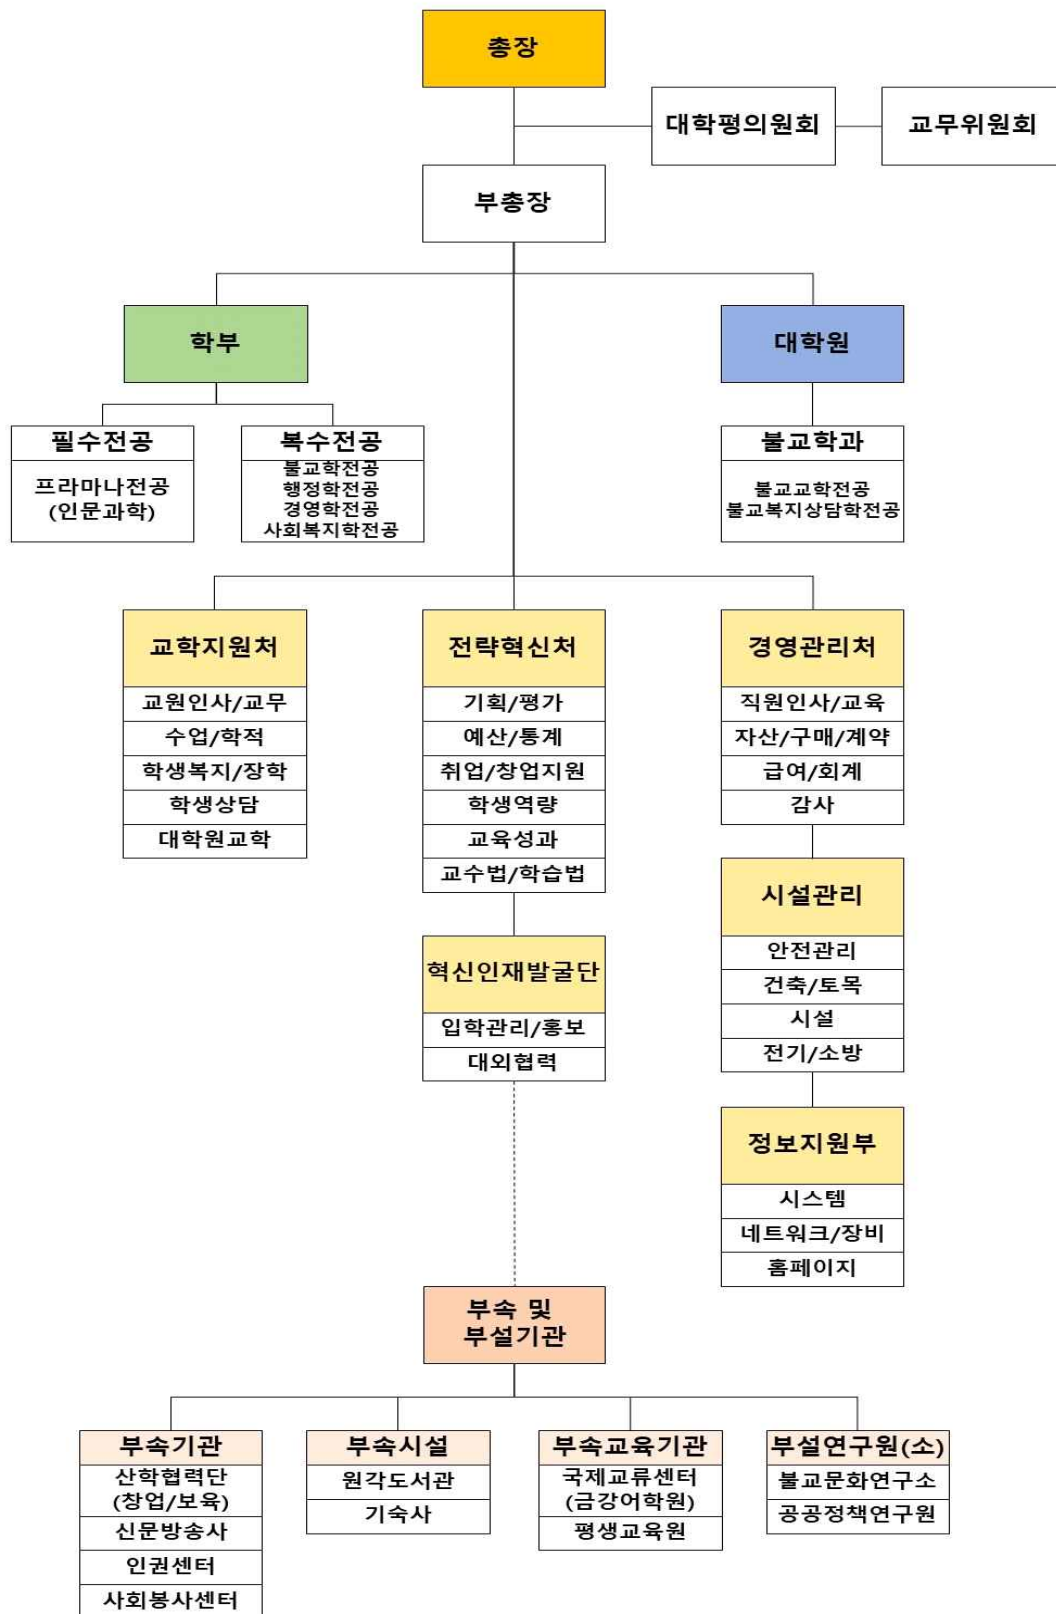 총장
대학평의원회
교무위원회
부총장
학부
대학원
필수전공
프라마나전공
(인문과학)
복수전공
불교학전공
행정학전공
경영학전공
사회복지학전공
불교학과
불교교학전공
불교복지상담학전공
교학지원처
교원인사/교무
수업/학적
학생복지/장학
학생상담
대학원교학
전략혁신처
기획/평가
예산/통계
취업/창업지원
학생역량
교육성과
교수법/학습법
혁신인재발굴단
입학관리/홍보
대외협력
경영관리처
직원인사/교육
자산/구매/계약
급여/회계
감사
시설관리
안전관리
건축/토목
시설
전기/소방
정보지원부
시스템
네트워크/장비
홈페이지
부속 및
부설기관
부속기관
산학협력단
(창업/보육)
신문방송사
인권센터
사회봉사센터
부속시설
원각도서관
기숙사
부속교육기관
국제교류센터
(금강어학원)
평생교육원
부설연구원(소)
불교문화연구소
공공정책연구원